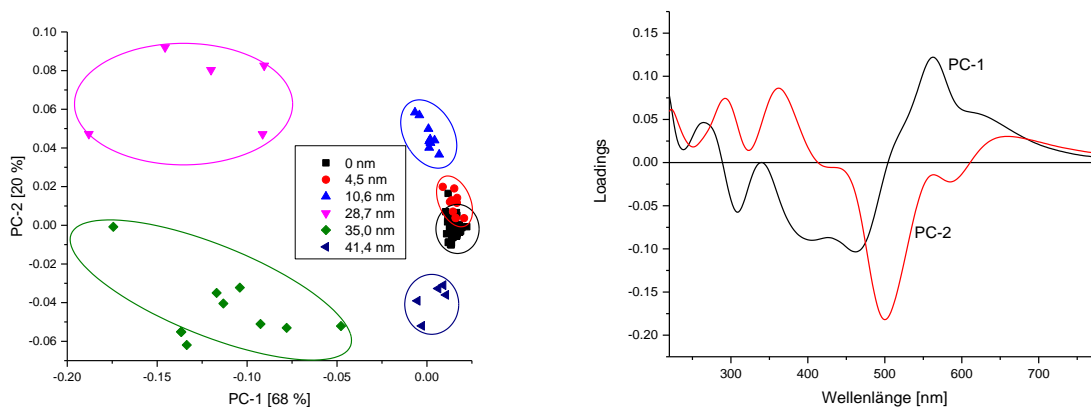 0.10
0.08
0.06
0.04
0.02
0.00
-0.02
-0.04
-0.06
PC-2 [20 %]
-0.20
-0.15
-0.10
-0.05
0.00
PC-1 [68 %]
0 nm
4,5 nm
10,6 nm
28,7 nm
35,0 nm
41,4 nm
0.15
0.10
0.05
0.00
-0.05
-0.10
-0.15
-0.20
Loadings
PC-1
PC-2
300
400
500
600
700
Wellenlänge [nm]